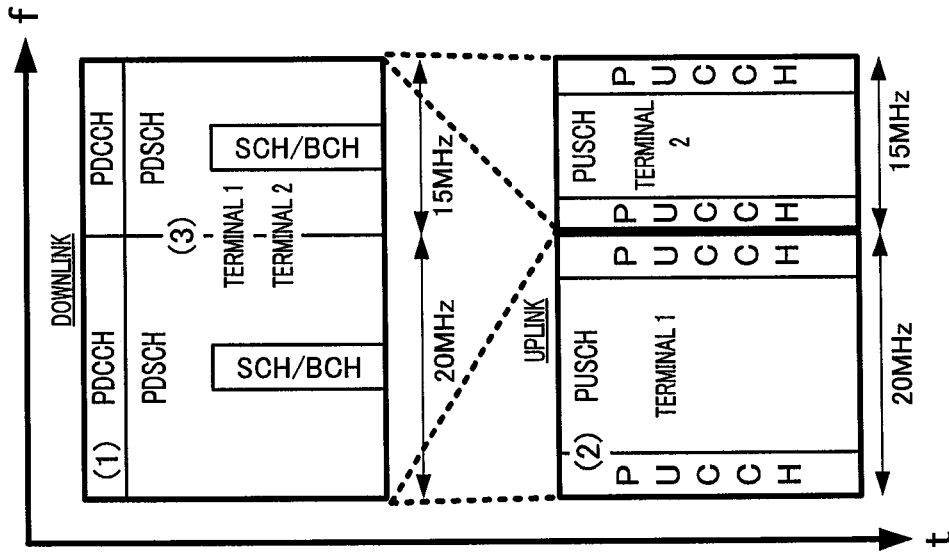 f
DOWNLINK
(1) PDCCH
PDCCH
PDSCH
PDSCH
(3)
TERMINAL 1
TERMINAL 2
SCH/BCH
SCH/BCH
20MHz
15MHz
UPLINK
(2)
PUCCH
PUSCH
TERMINAL 1
PUCCH
PUCCH
PUSCH
TERMINAL
2
PUCCH
20MHz
15MHz
t